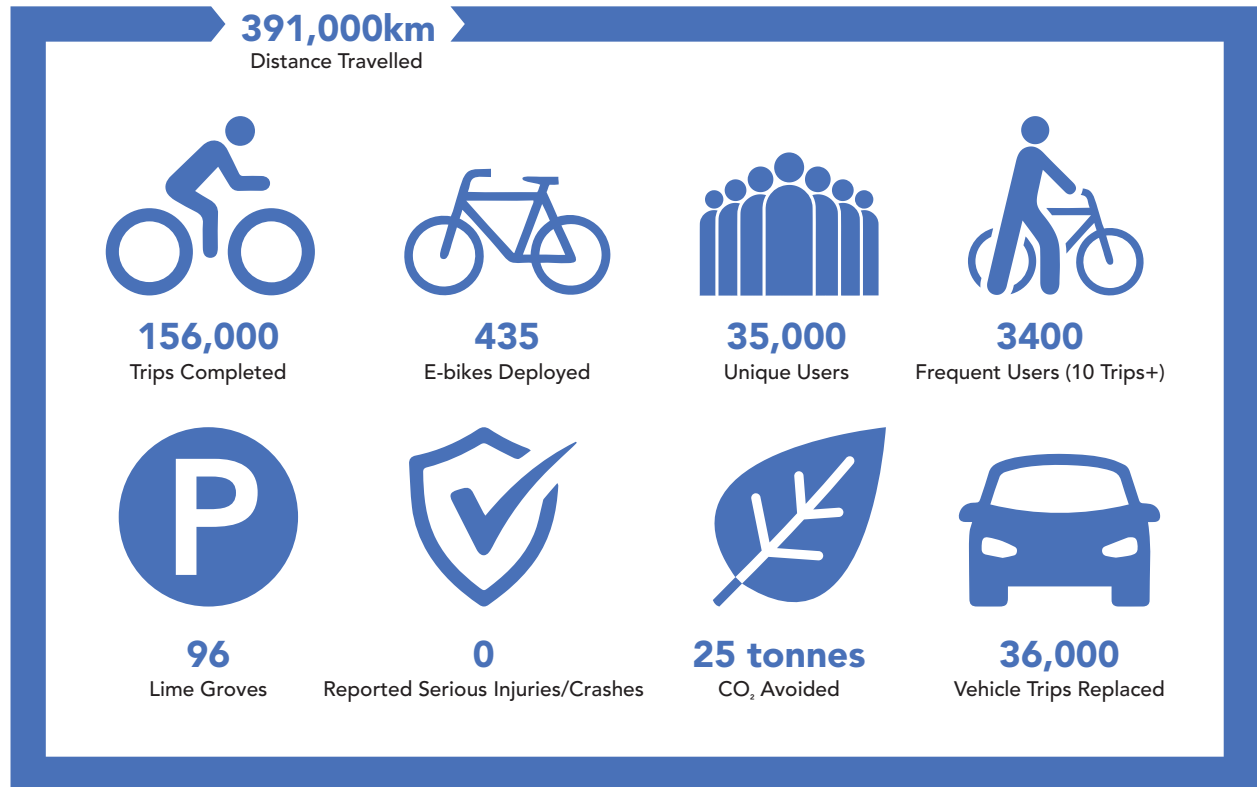 391,000km
Distance Travelled
156,000
Trips Completed
435
E-bikes Deployed
35,000
Unique Users
3400
Frequent Users (10 Trips+)
P
96
Lime Groves
0
Reported Serious Injuries/Crashes
25 tonnes
CO₂ Avoided
36,000
Vehicle Trips Replaced